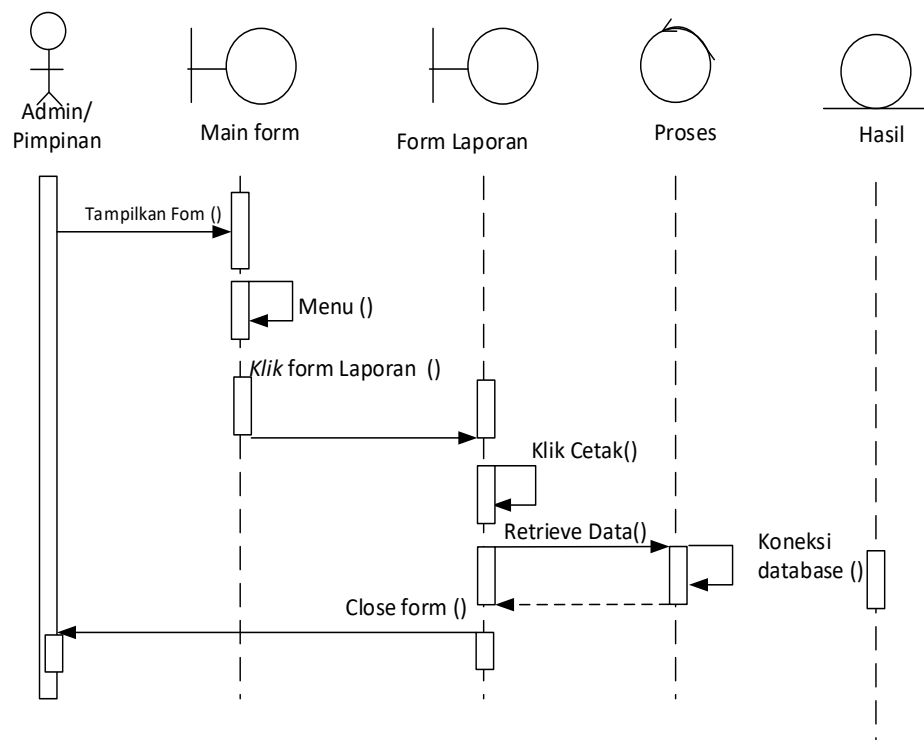 Admin/
Pimpinan
Main form
Form Laporan
Proses
Hasil
Tampilkan Fom ()
Menu ()
Klik form Laporan ()
Klik Cetak()
Retrieve Data()
Koneksi
database ()
Close form ()